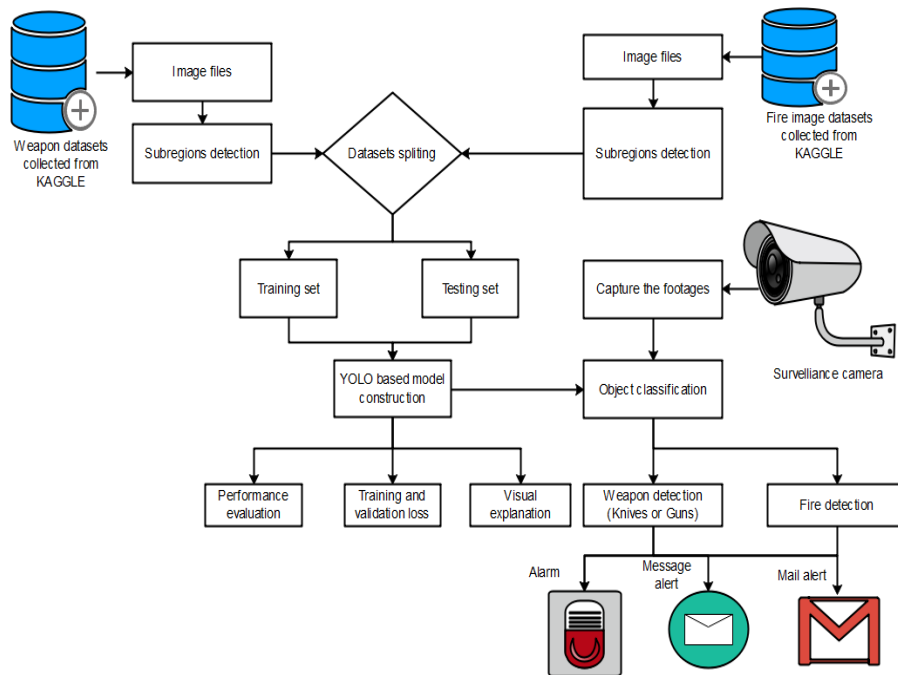 Image files
Weapon datasets
collected from
KAGGLE
Subregions detection
Datasets spliting
Image files
Fire image datasets
collected from
KAGGLE
Subregions detection
Training set
Testing set
Capture the footages
Survelliance camera
YOLO based model
construction
Object classification
Performance
evaluation
Training and
validation loss
Visual
explanation
Weapon detection
(Knives or Guns)
Fire detection
Alarm
Message
alert
Mail alert